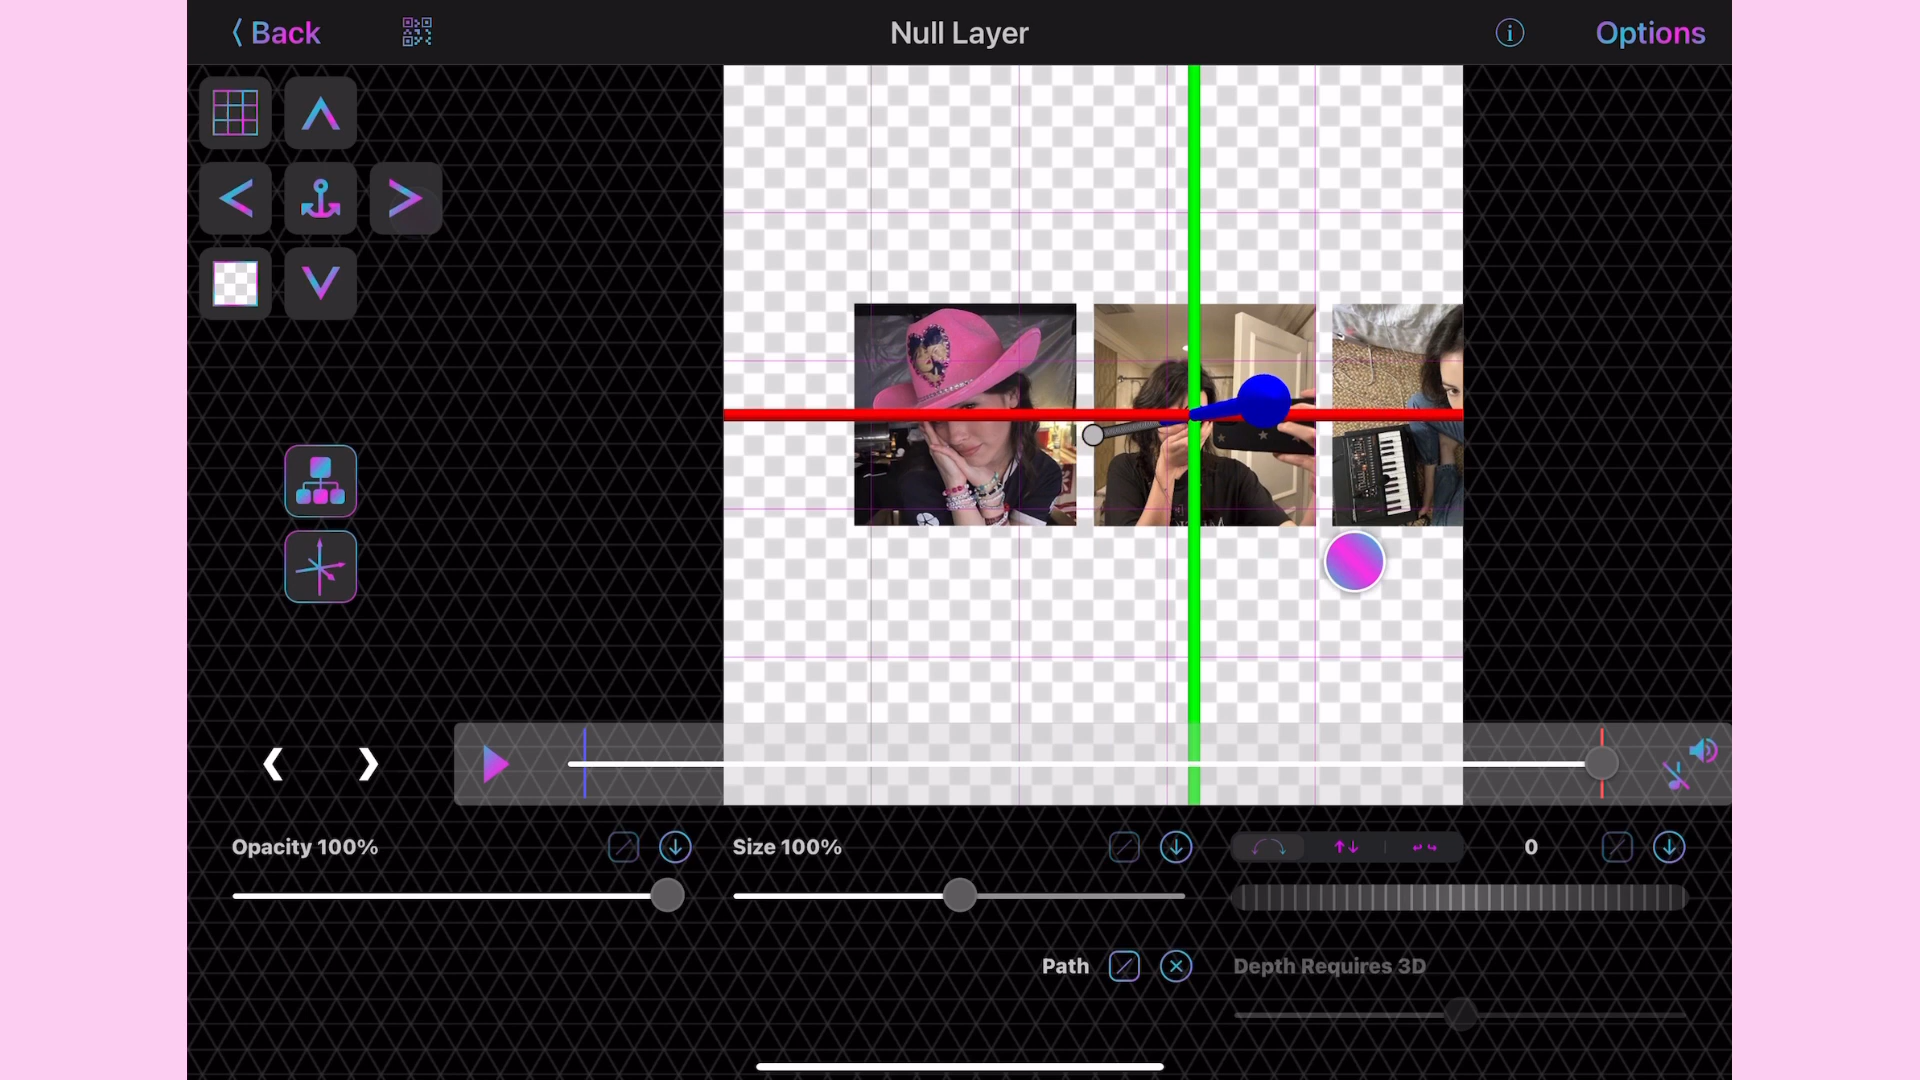 Back
Null Layer
Options
Opacity 100%
Size 100%
0
Path
Depth Requires 3D